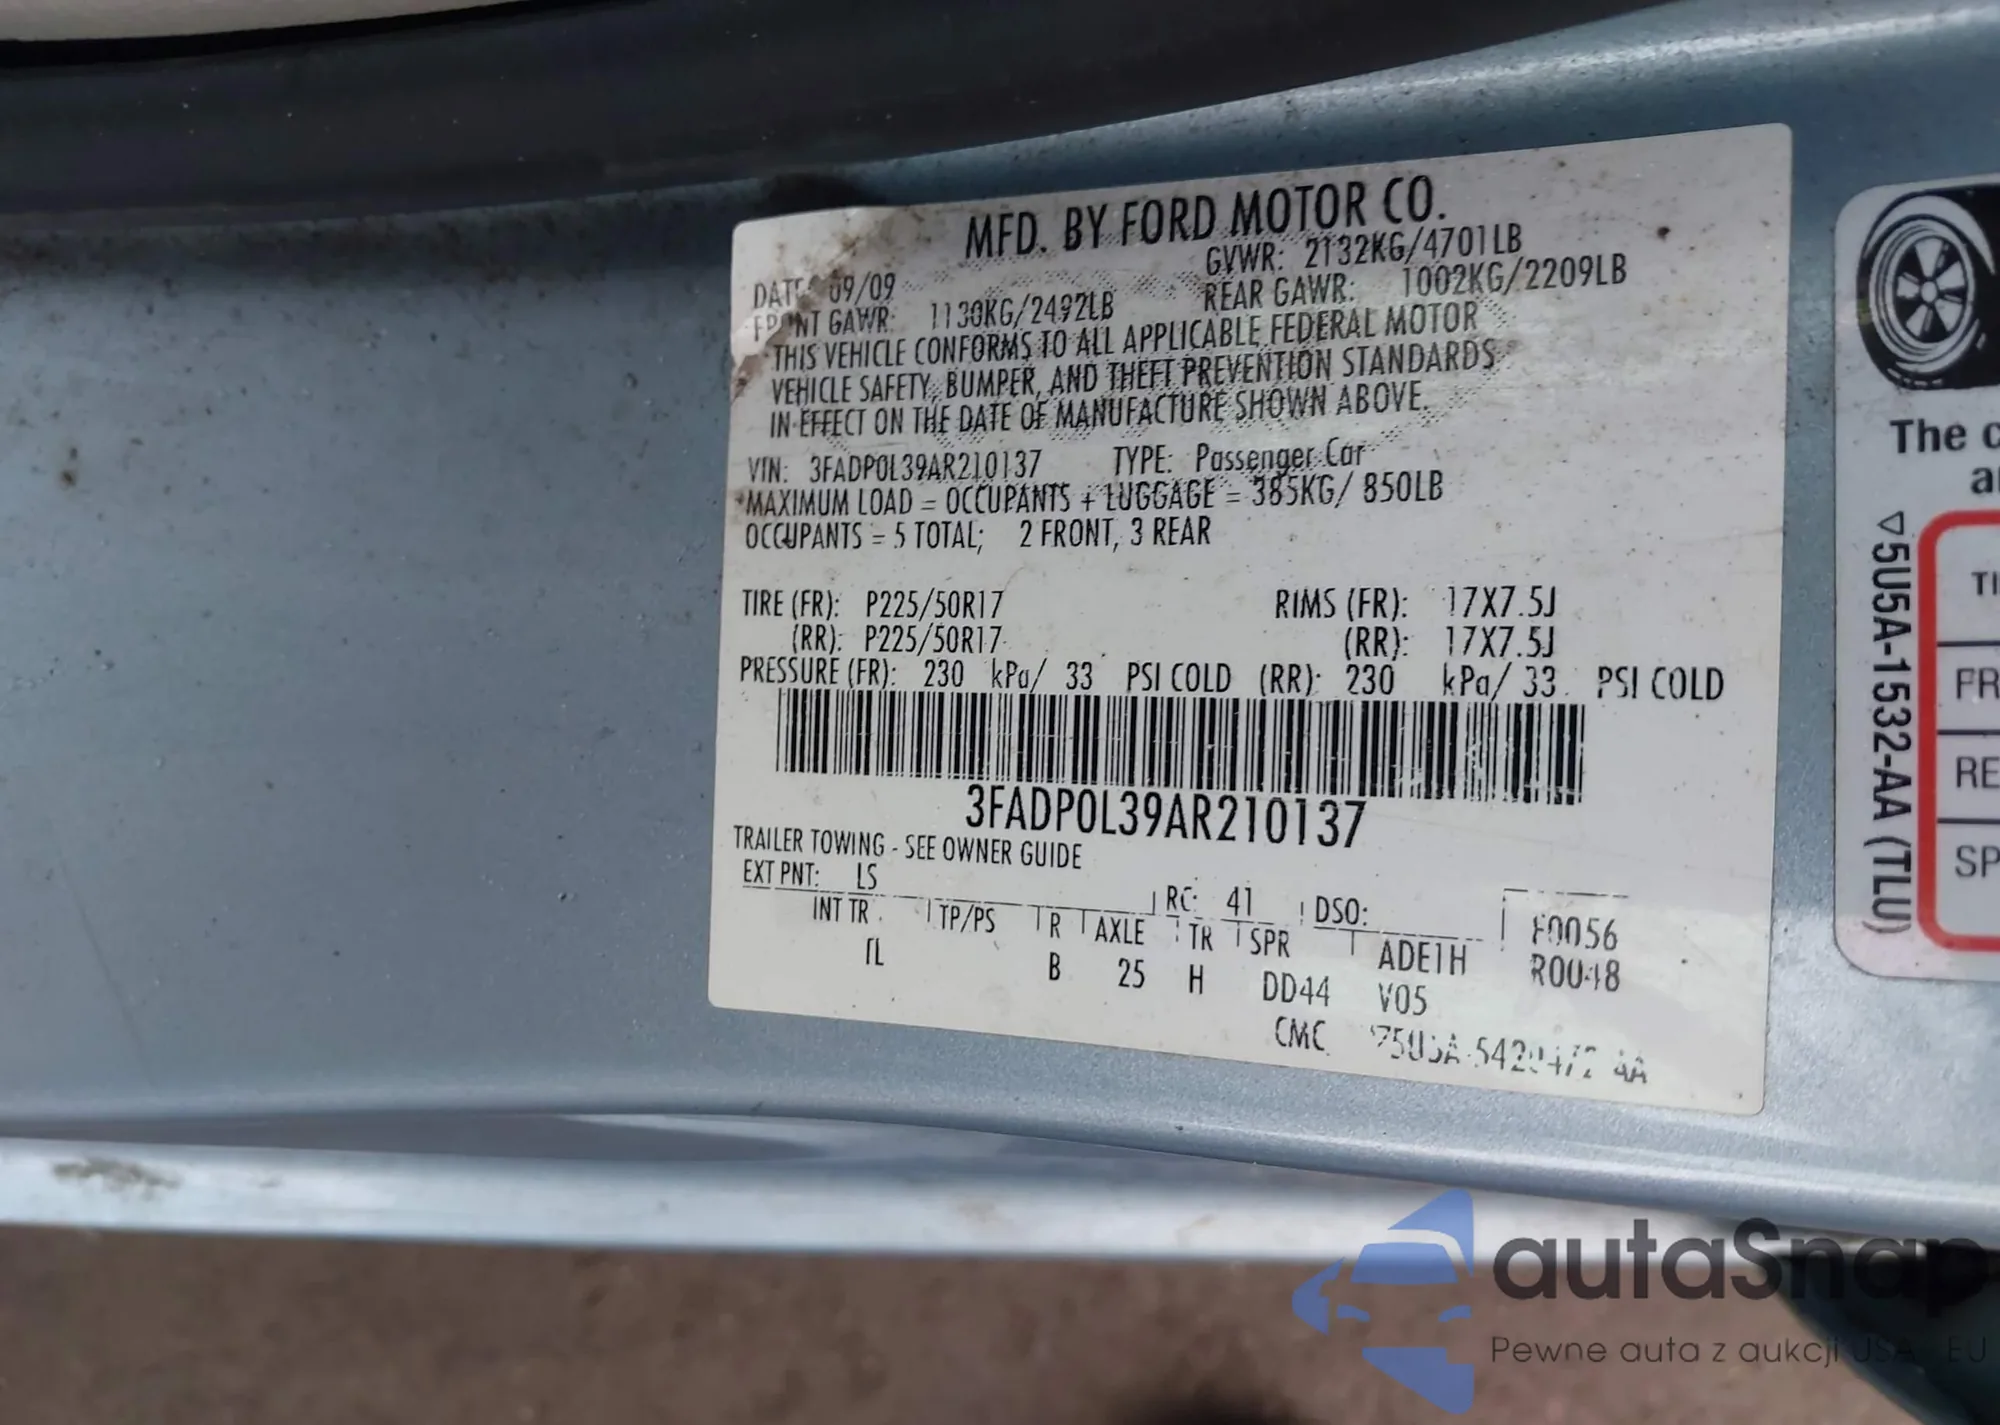 MFD. BY FORD MOTOR CO.
DATE 09/09 GVWR: 2132KG/4701LB
FRONT GAWR: 1130KG/2492LB REAR GAWR: 1002KG/2209LB
THIS VEHICLE CONFORMS TO ALL APPLICABLE FEDERAL MOTOR
VEHICLE SAFETY, BUMPER, AND THEFT PREVENTION STANDARDS
IN EFFECT ON THE DATE OF MANUFACTURE SHOWN ABOVE.
VIN: 3FADP0L39AR210137 TYPE: Passenger Car
*MAXIMUM LOAD = OCCUPANTS + LUGGAGE = 385KG/ 850LB
OCCUPANTS = 5 TOTAL; 2 FRONT, 3 REAR
TIRE (FR): P225/50R17 RIMS (FR): 17X7.5J
(RR): P225/50R17 (RR): 17X7.5J
PRESSURE (FR): 230 kPa/ 33 PSI COLD (RR): 230 kPa/ 33 PSI COLD
3FADP0L39AR210137
TRAILER TOWING - SEE OWNER GUIDE
EXT PNT: LS RC: 41 DSO: F0056
INT TR TP/PS R AXLE TR SPR ADE1H R0048
B 25 H DD44 V05
CMC
The c
TI
FR
RE
SP
▽5U5A-1532-AA (TLU)
autaSnap
Pewne auta z aukcji USA EU